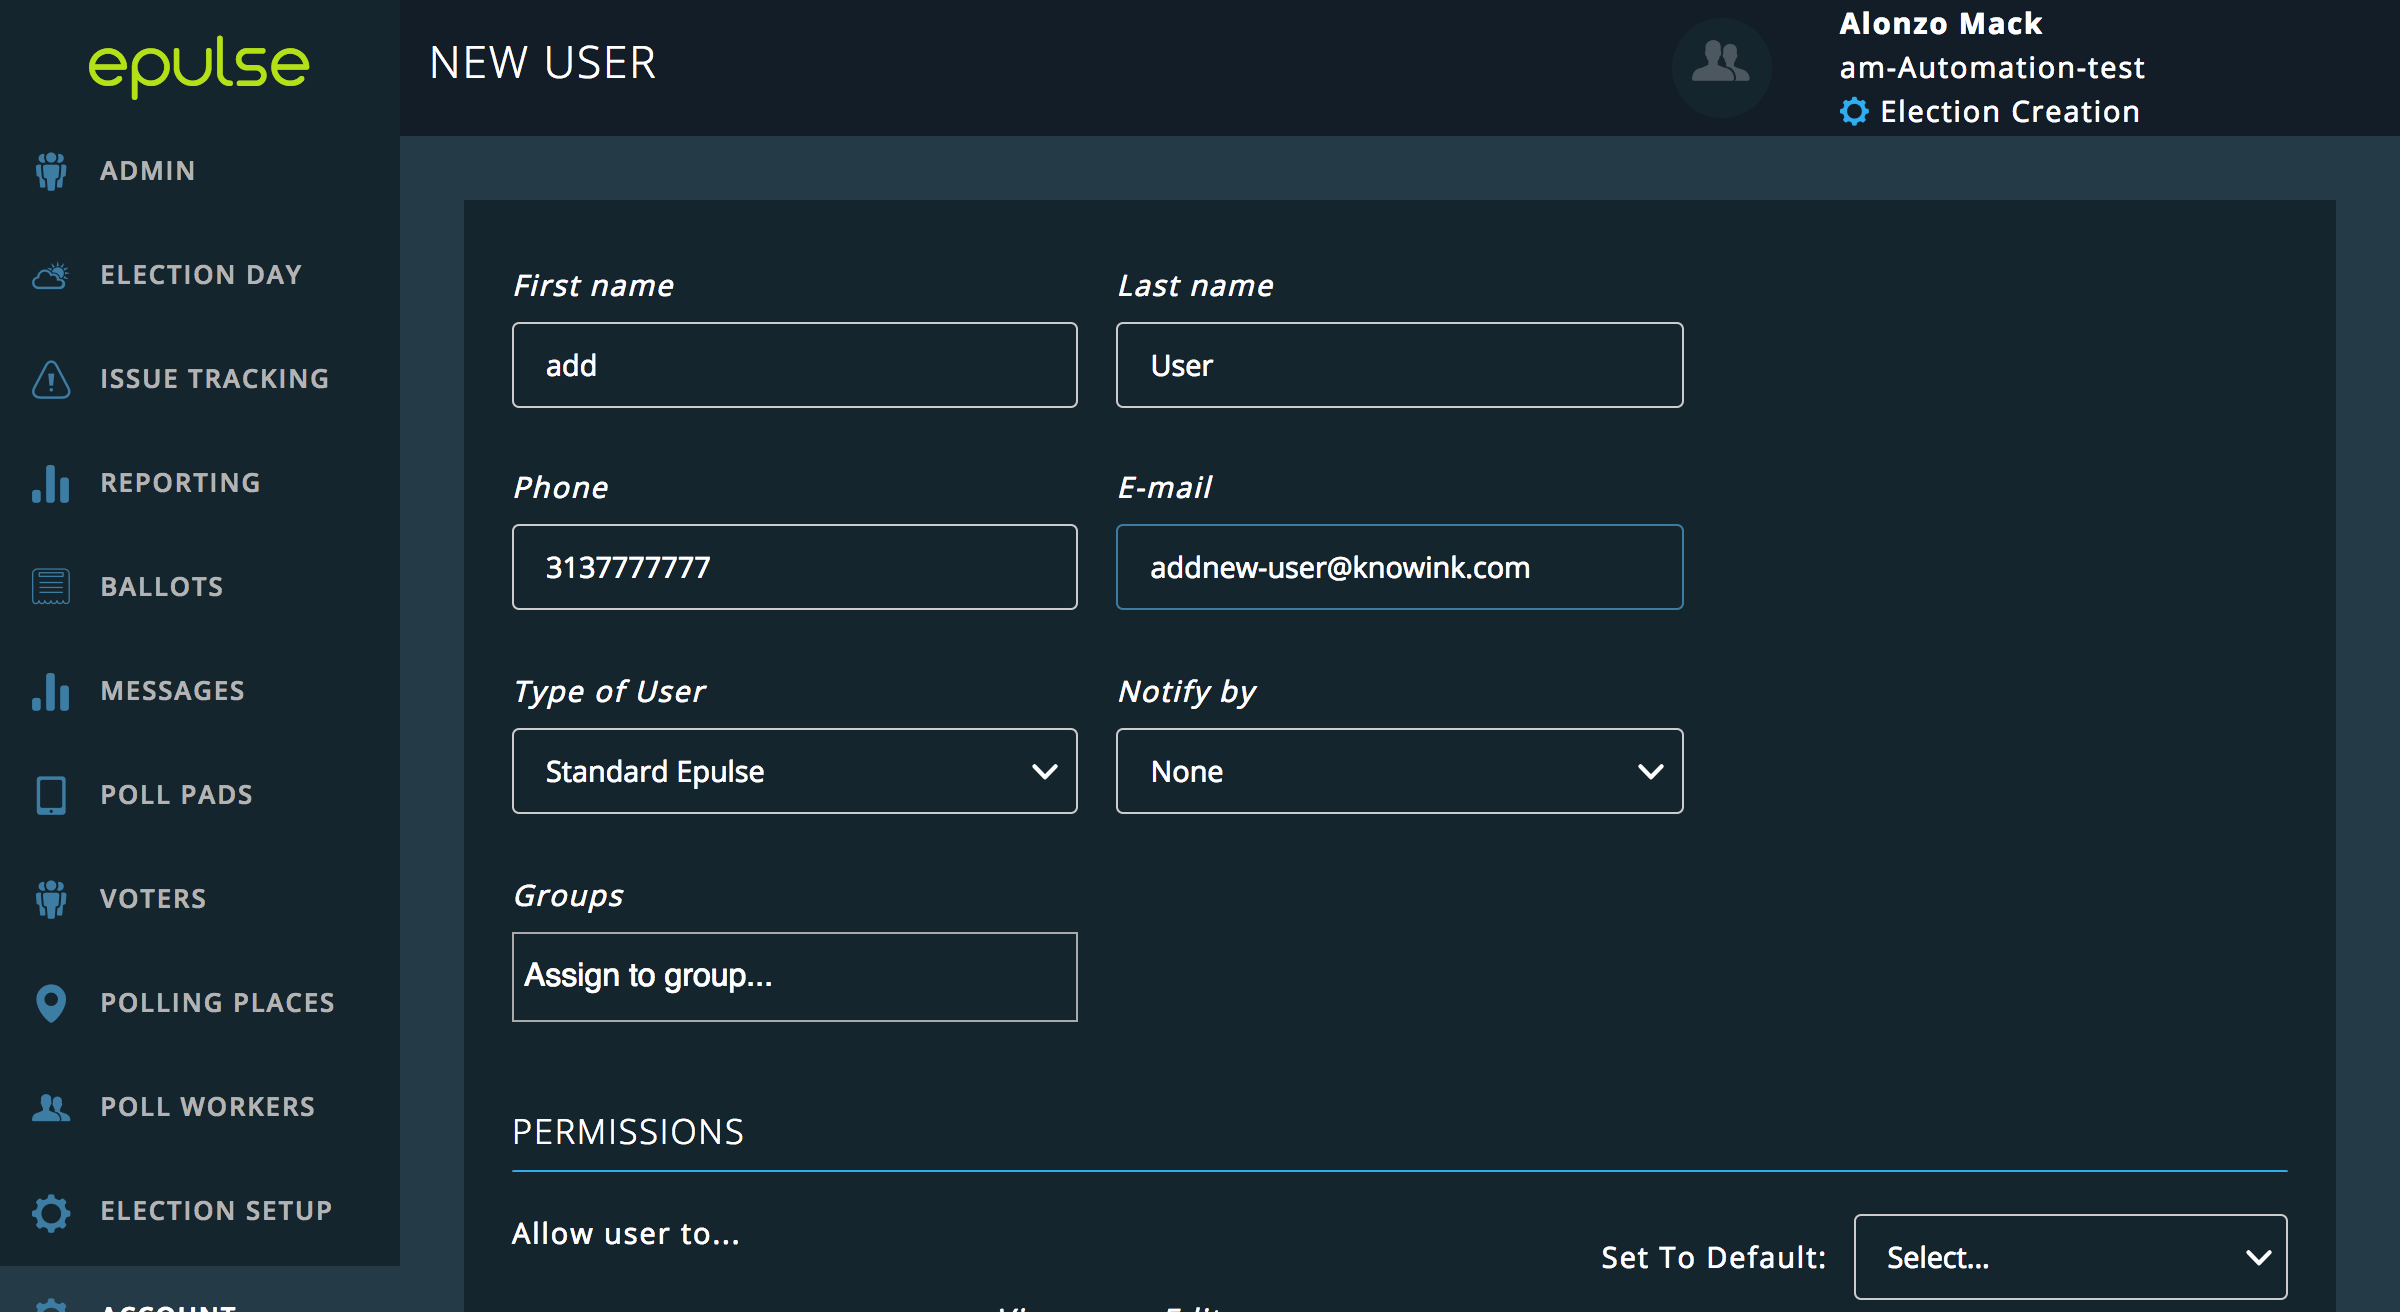 epulse
NEW USER
Alonzo Mack
am-Automation-test
Election Creation
ADMIN
ELECTION DAY
ISSUE TRACKING
REPORTING
BALLOTS
MESSAGES
POLL PADS
VOTERS
POLLING PLACES
POLL WORKERS
ELECTION SETUP
ACCOUNT
First name
Last name
add
User
Phone
E-mail
3137777777
addnew-user@knowink.com
Type of User
Notify by
Standard Epulse
None
Groups
Assign to group...
PERMISSIONS
Allow user to...
Set To Default:
Select...